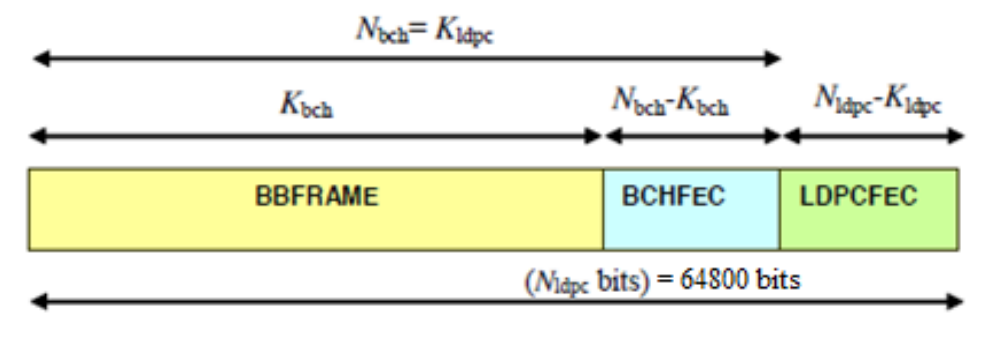 Nbch= Kldpc
Kbch Nbch-Kbch Nldpc-Kldpc
BBFRAME BCHFEC LDPCFEC
(Nldpc bits) = 64800 bits